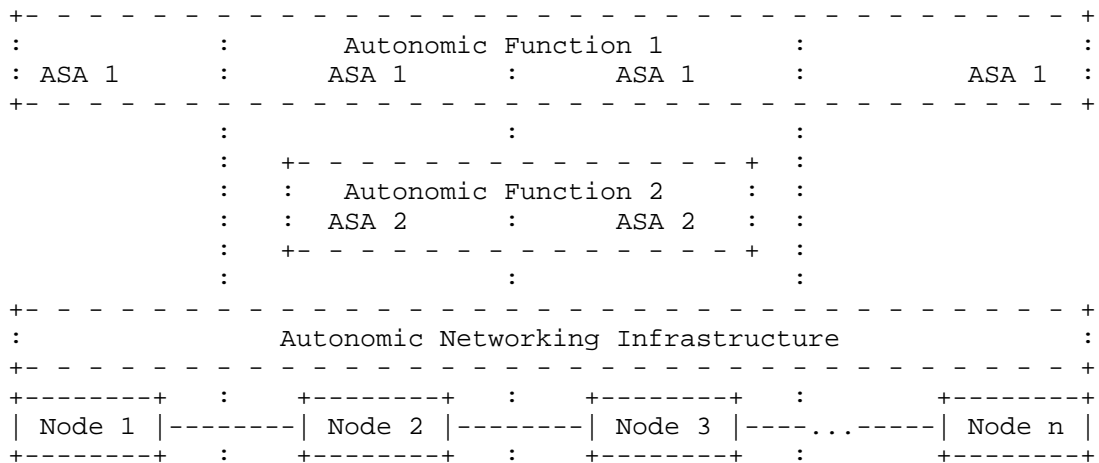 Autonomic Function 1
ASA 1 ASA 1 ASA 1 ASA 1
Autonomic Function 2
ASA 2 ASA 2
Autonomic Networking Infrastructure
Node 1 Node 2 Node 3 ... Node n